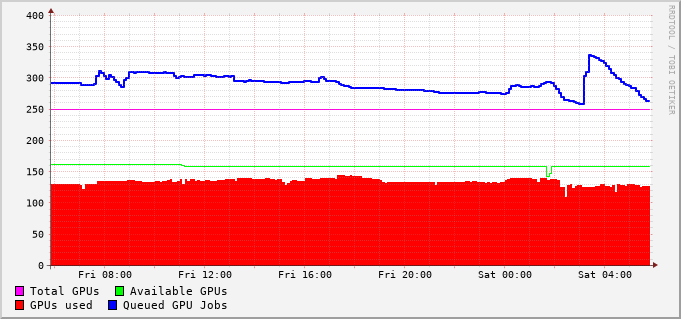 400
350
300
250
200
150
100
50
0
Fri 08:00 Fri 12:00 Fri 16:00 Fri 20:00 Sat 00:00 Sat 04:00
Total GPUs Available GPUs
GPUs used Queued GPU Jobs
RRDTOOL / TOBI OETIKER